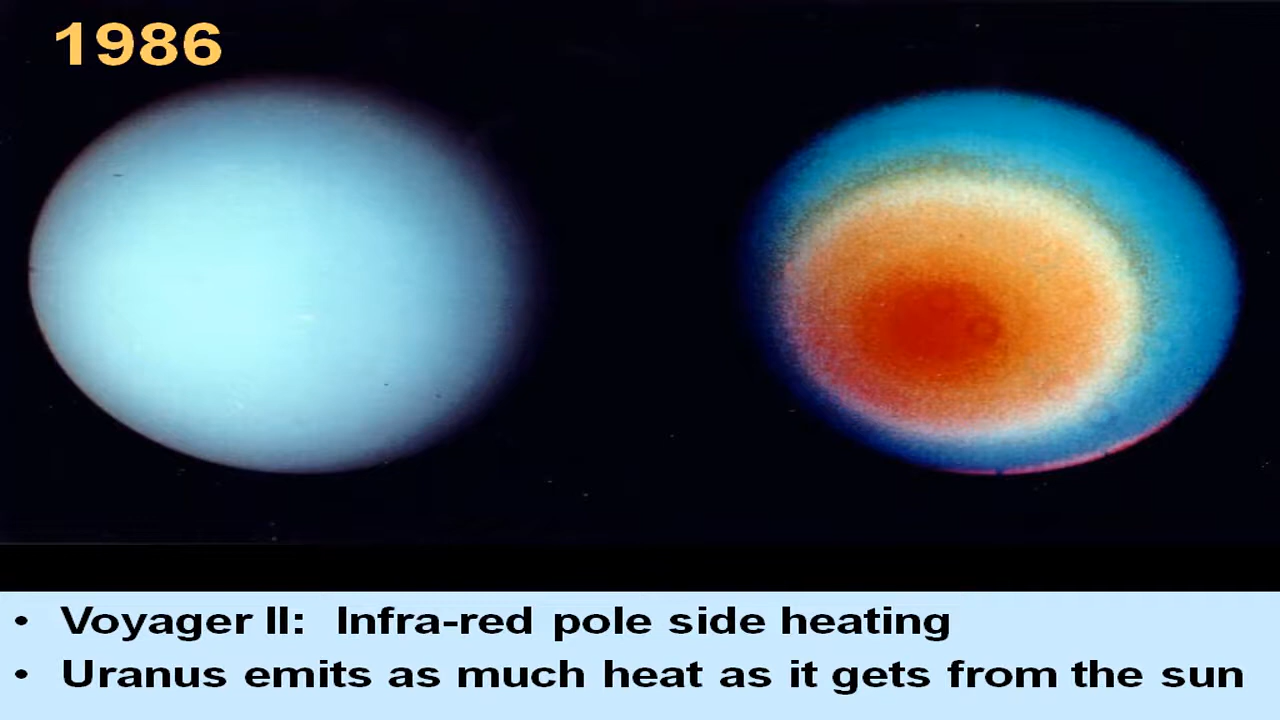 1986
• Voyager II: Infra-red pole side heating
• Uranus emits as much heat as it gets from the sun